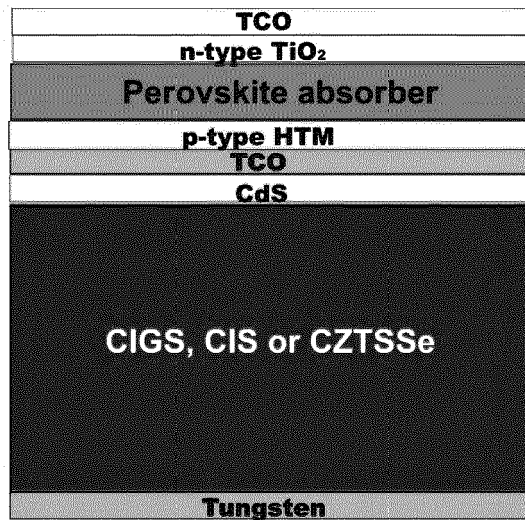 TCO
n-type TiO₂
Perovskite absorber
p-type HTM
TCO
CdS
CIGS, CIS or CZTSSe
Tungsten